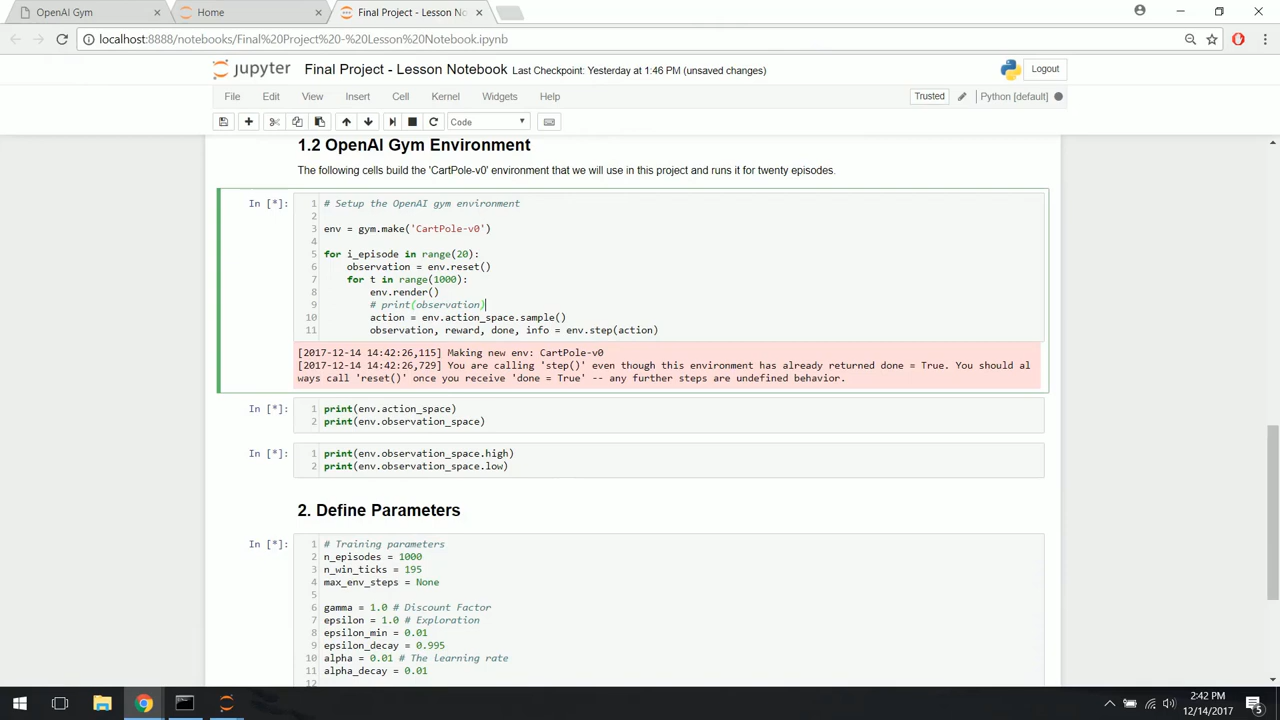 OpenAI Gym
Home
Final Project - Lesson No
localhost:8888/notebooks/Final%20Project%20-%20Lesson%20Notebook.ipynb
jupyter Final Project - Lesson Notebook Last Checkpoint: Yesterday at 1:46 PM (unsaved changes)
Logout
File Edit View Insert Cell Kernel Widgets Help
Trusted
Python [default]
Code
1.2 OpenAI Gym Environment
The following cells build the 'CartPole-v0' environment that we will use in this project and runs it for twenty episodes.
In [*]:
1 # Setup the OpenAI gym environment
2
3 env = gym.make('CartPole-v0')
4
5 for i_episode in range(20):
6 observation = env.reset()
7 for t in range(1000):
8 env.render()
9 # print(observation)
10 action = env.action_space.sample()
11 observation, reward, done, info = env.step(action)
[2017-12-14 14:42:26,115] Making new env: CartPole-v0
[2017-12-14 14:42:26,729] You are calling 'step()' even though this environment has already returned done = True. You should al
ways call 'reset()' once you receive 'done = True' -- any further steps are undefined behavior.
In [*]:
1 print(env.action_space)
2 print(env.observation_space)
In [*]:
1 print(env.observation_space.high)
2 print(env.observation_space.low)
2. Define Parameters
In [*]:
1 # Training parameters
2 n_episodes = 1000
3 n_win_ticks = 195
4 max_env_steps = None
5
6 gamma = 1.0 # Discount Factor
7 epsilon = 1.0 # Exploration
8 epsilon_min = 0.01
9 epsilon_decay = 0.995
10 alpha = 0.01 # The learning rate
11 alpha_decay = 0.01
12
2:42 PM
12/14/2017
5